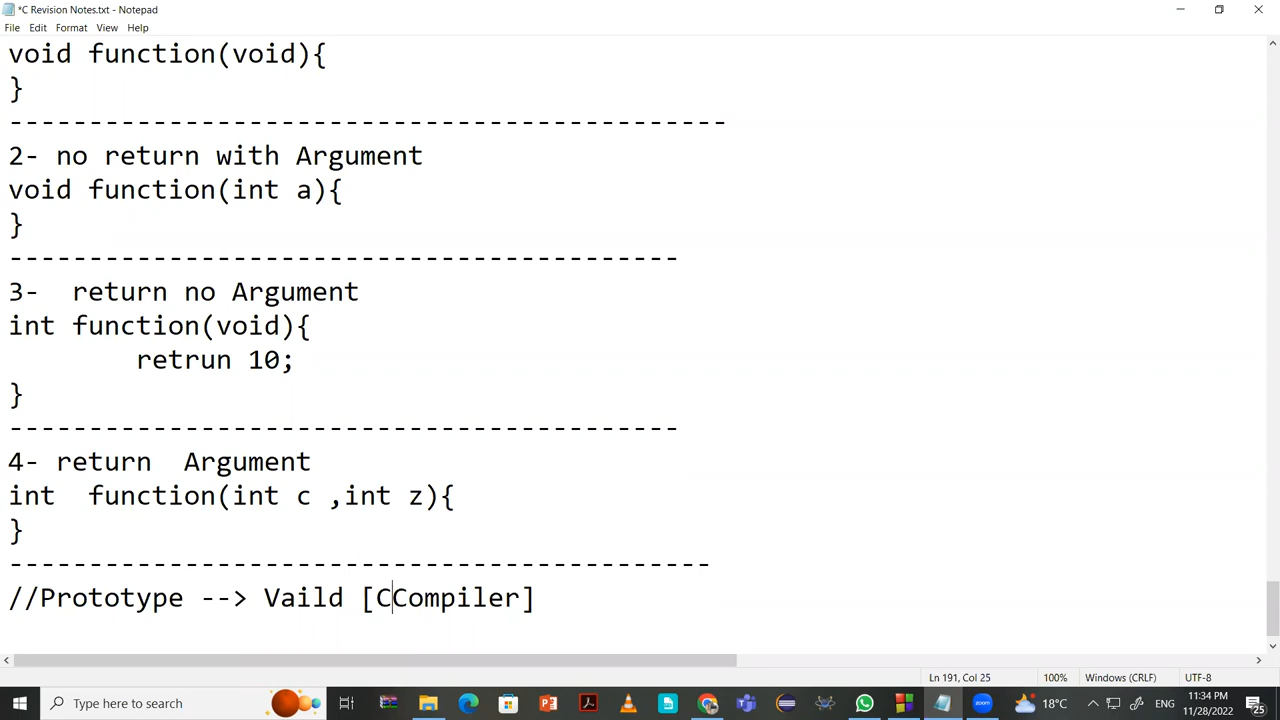 *C Revision Notes.txt - Notepad
File Edit Format View Help
void function(void){
}
---------------------------------------------
2- no return with Argument
void function(int a){
}
------------------------------------------
3-  return no Argument
int function(void){
        retrun 10;
}
------------------------------------------
4- return  Argument
int  function(int c ,int z){
}
--------------------------------------------
//Prototype --> Vaild [CCompiler]
Ln 191, Col 25 100% Windows (CRLF) UTF-8
Type here to search
zoom
18°C
ENG
11:34 PM
11/28/2022
25